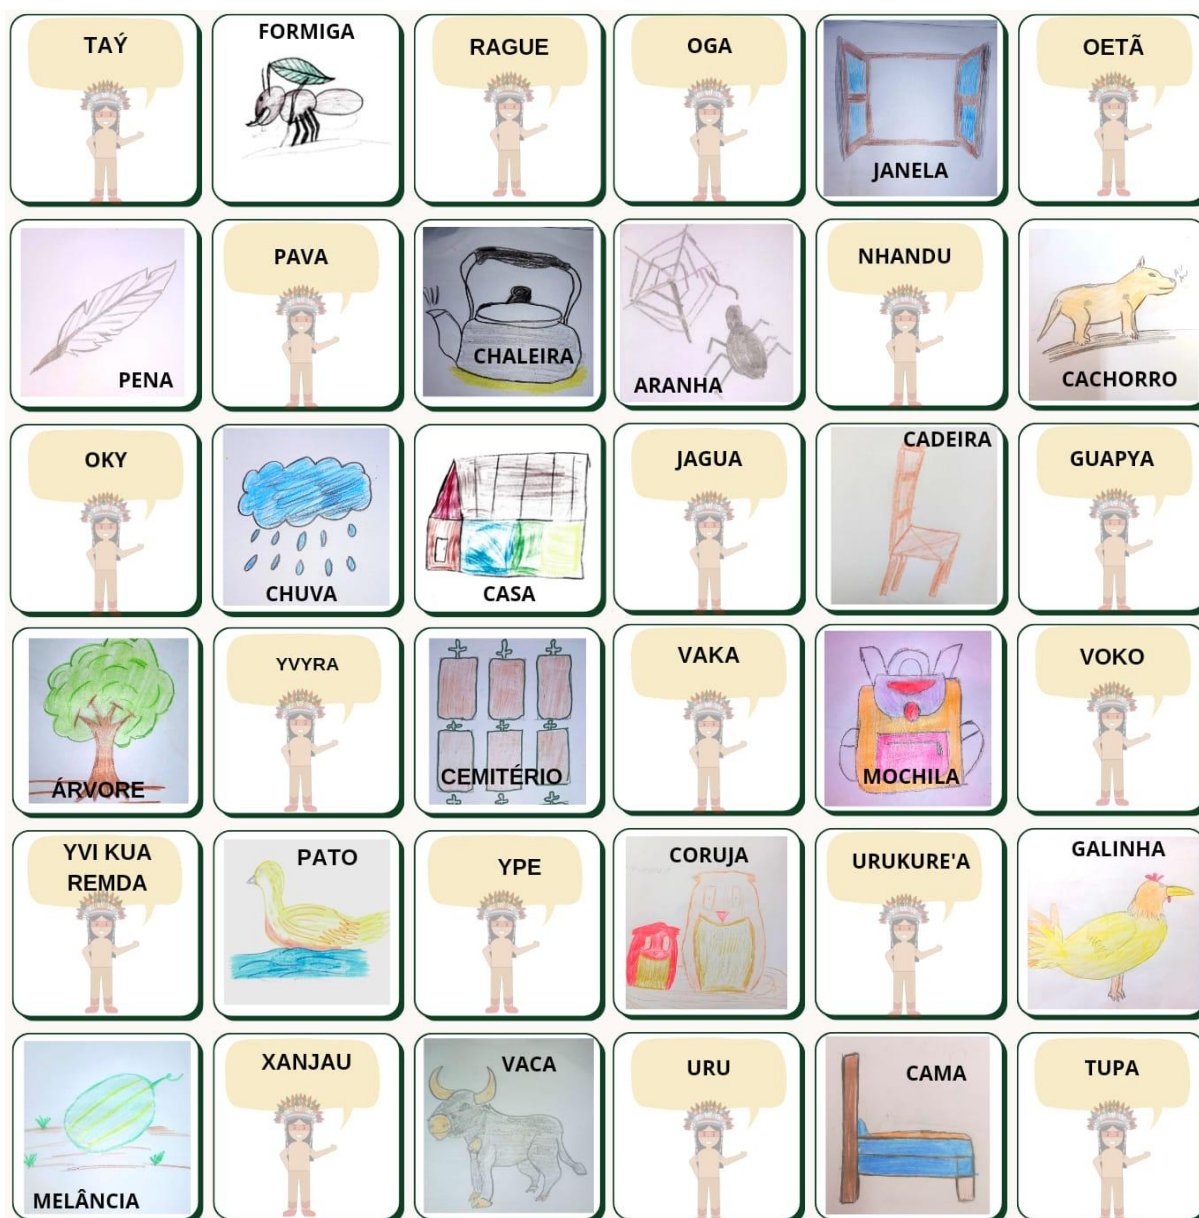 TAÝ
FORMIGA
RAGUE
OGA
JANELA
OETÃ
PENA
PAVA
CHALEIRA
ARANHA
NHANDU
CACHORRO
OKY
CHUVA
CASA
JAGUA
CADEIRA
GUAPYA
ÁRVORE
YVYRA
CEMITÉRIO
VAKA
MOCHILA
VOKO
YVI KUA
REMDA
PATO
YPE
CORUJA
URUKURE'A
GALINHA
MELÂNCIA
XANJAU
VACA
URU
CAMA
TUPA